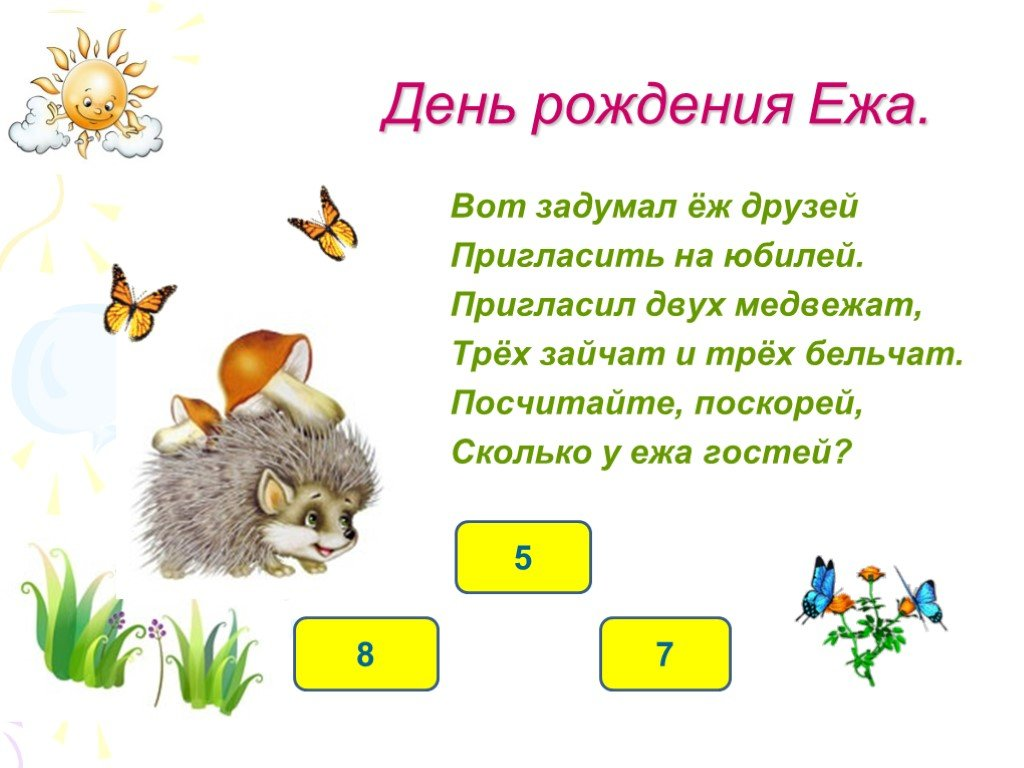 День рождения Ежа.
Вот задумал ёж друзей
Пригласить на юбилей.
Пригласил двух медвежат,
Трёх зайчат и трёх бельчат.
Посчитайте, поскорей,
Сколько у ежа гостей?
5
8
7